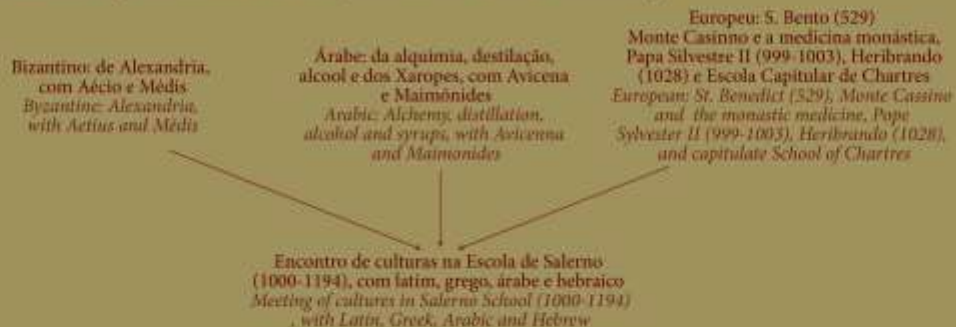 Bizantino: de Alexandria,
com Aécio e Médis
Byzantine: Alexandria,
with Aetius and Médis
Árabe: da alquimia, destilação,
alcool e dos Xaropes, com Avicena
e Maimónides
Arabic: Alchemy, distillation,
alcohol and syrups, with Avicenna
and Maimonides
Europeu: S. Bento (529)
Monte Casinno e a medicina monástica,
Papa Silvestre II (999-1003), Heribrando
(1028) e Escola Capitular de Chartres
European: St. Benedict (529), Monte Cassino
and the monastic medicine, Pope
Sylvester II (999-1003), Heribrando (1028),
and capitulate School of Chartres
Encontro de culturas na Escola de Salerno
(1000-1194), com latim, grego, árabe e hebraico
Meeting of cultures in Salerno School (1000-1194)
, with Latin, Greek, Arabic and Hebrew